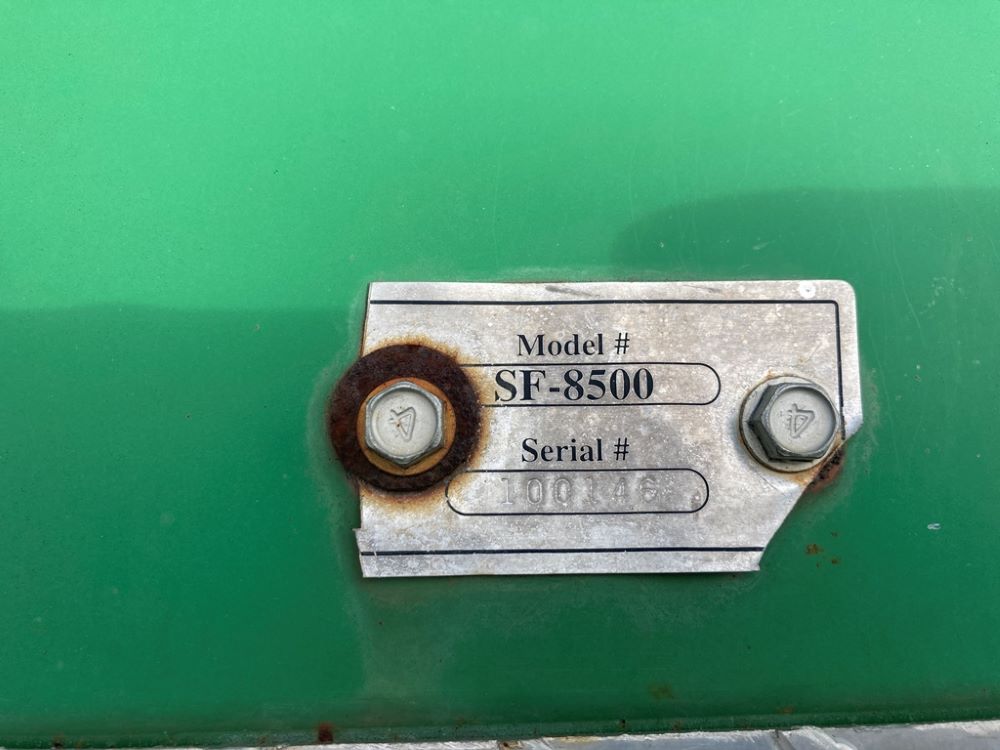 Model #
SF-8500
Serial #
100146